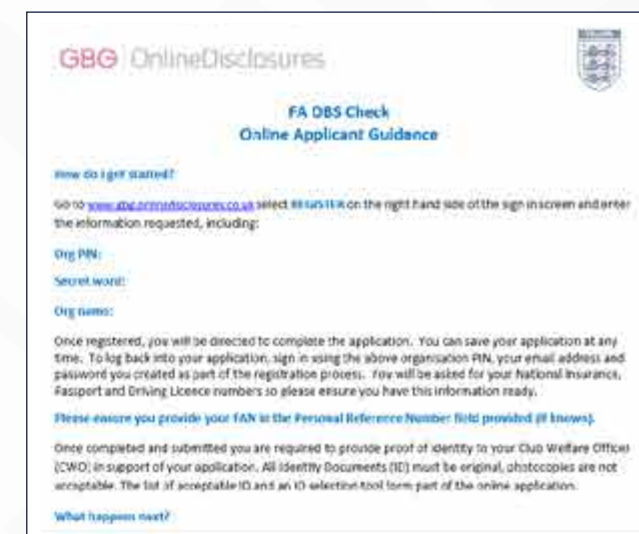 GBG OnlineDisclosures
FA DBS Check
Online Applicant Guidance
How do I get started?
Go to www.gbg.onlinedisclosures.co.uk select REGISTER on the right hand side of the sign in screen and enter
the information requested, including:
Org PIN:
Secret word:
Org name:
Once registered, you will be directed to complete the application. You can save your application at any
time. To log back into your application, sign in using the above organisation PIN, your email address and
password you created as part of the registration process. You will be asked for your National Insurance,
Passport and Driving Licence numbers so please ensure you have this information ready.
Please ensure you provide your FAN in the Personal Reference Number field provided (if known).
Once completed and submitted you are required to provide proof of identity to your Club Welfare Officer
(CWO) in support of your application. All Identity Documents (ID) must be original, photocopies are not
acceptable. The list of acceptable ID and an ID selection tool form part of the online application.
What happens next?